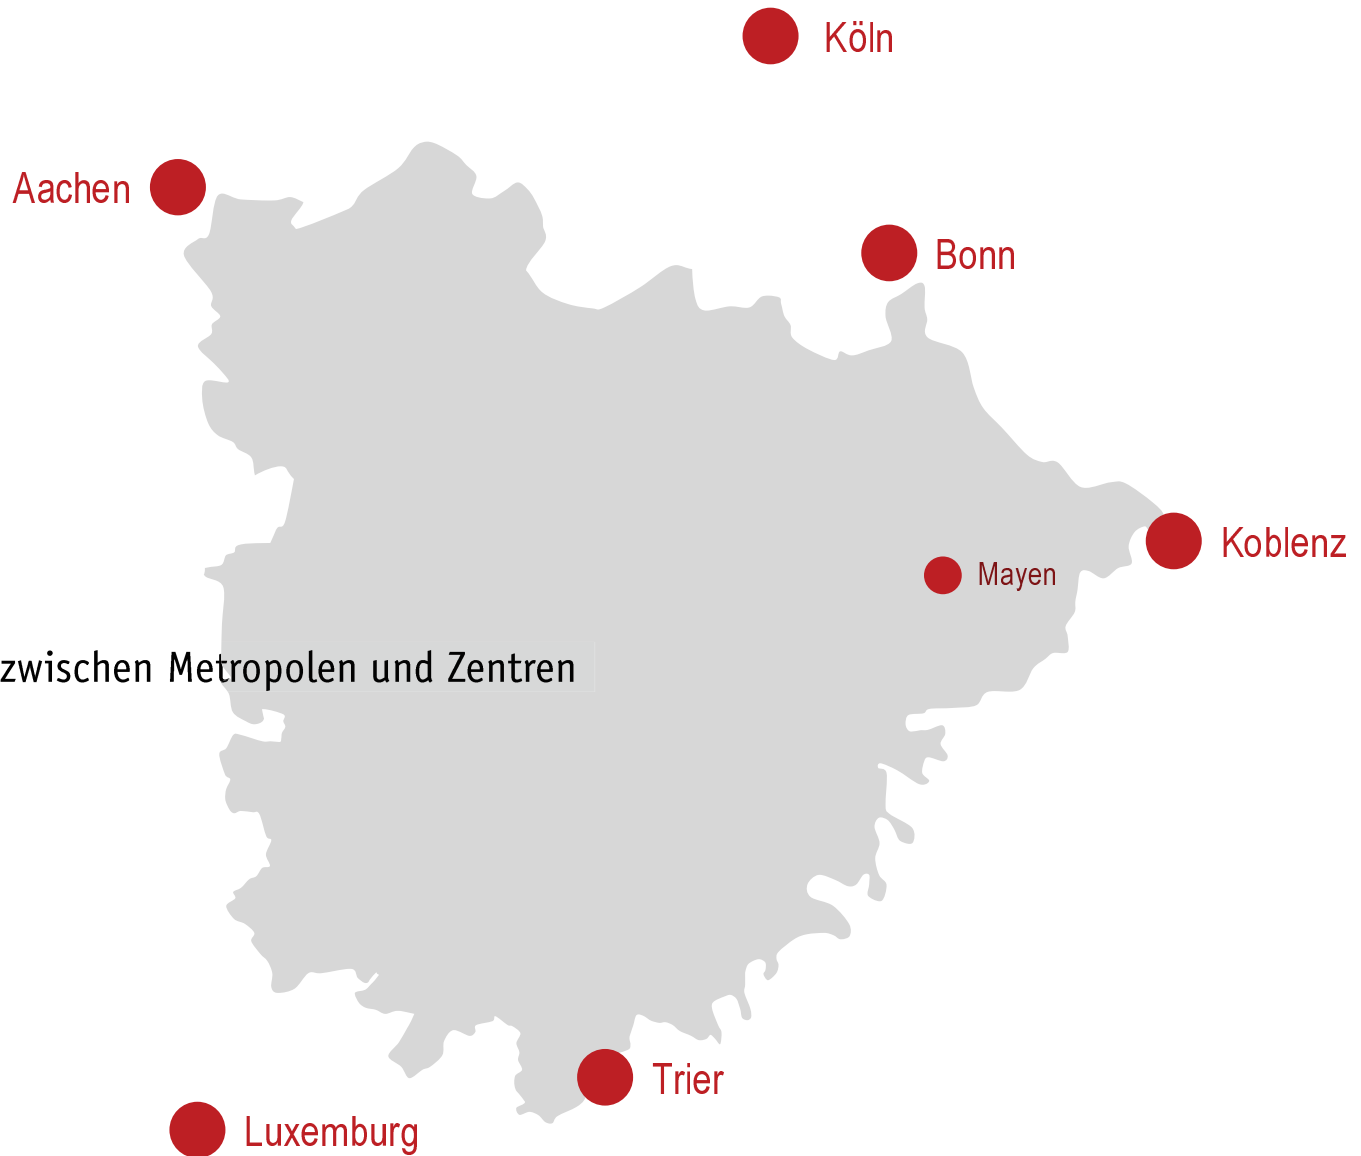 Köln
Aachen
Bonn
Koblenz
Mayen
zwischen Metropolen und Zentren
Trier
Luxemburg